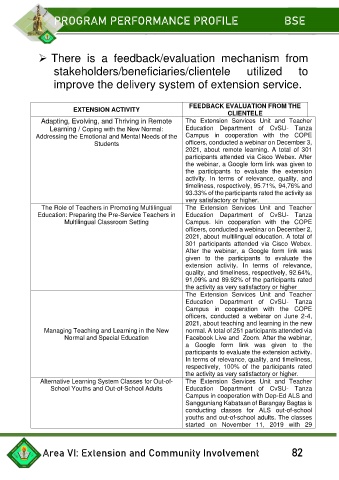 PROGRAM PERFORMANCE PROFILE BSE
➢ There is a feedback/evaluation mechanism from
stakeholders/beneficiaries/clientele utilized to
improve the delivery system of extension service.
EXTENSION ACTIVITY
FEEDBACK EVALUATION FROM THE
CLIENTELE
Adapting, Evolving, and Thriving in Remote
Learning / Coping with the New Normal:
Addressing the Emotional and Mental Needs of the
Students
The Extension Services Unit and Teacher
Education Department of CvSU- Tanza
Campus in cooperation with the COPE
officers, conducted a webinar on December 3,
2021, about remote learning. A total of 301
participants attended via Cisco Webex. After
the webinar, a Google form link was given to
the participants to evaluate the extension
activity. In terms of relevance, quality, and
timeliness, respectively, 95.71%, 94.76% and
93.33% of the participants rated the activity as
very satisfactory or higher.
The Role of Teachers in Promoting Multilingual
Education: Preparing the Pre-Service Teachers in
Multilingual Classroom Setting
The Extension Services Unit and Teacher
Education Department of CvSU- Tanza
Campus. kin cooperation with the COPE
officers, conducted a webinar on December 2,
2021, about multilingual education. A total of
301 participants attended via Cisco Webex.
After the webinar, a Google form link was
given to the participants to evaluate the
extension activity. In terms of relevance,
quality, and timeliness, respectively, 92.64%,
91.09% and 89.92% of the participants rated
the activity as very satisfactory or higher
Managing Teaching and Learning in the New
Normal and Special Education
The Extension Services Unit and Teacher
Education Department of CvSU- Tanza
Campus in cooperation with the COPE
officers, conducted a webinar on June 2-4,
2021, about teaching and learning in the new
normal. A total of 251 participants attended via
Facebook Live and Zoom. After the webinar,
a Google form link was given to the
participants to evaluate the extension activity.
In terms of relevance, quality, and timeliness,
respectively, 100% of the participants rated
the activity as very satisfactory or higher.
Alternative Learning System Classes for Out-of-
School Youths and Out-of-School Adults
The Extension Services Unit and Teacher
Education Department of CvSU- Tanza
Campus in cooperation with Dep-Ed ALS and
Sangguniang Kabataan of Barangay Bagtas is
conducting classes for ALS out-of-school
youths and out-of-school adults. The classes
started on November 11, 2019 with 29
Area VI: Extension and Community Involvement 82